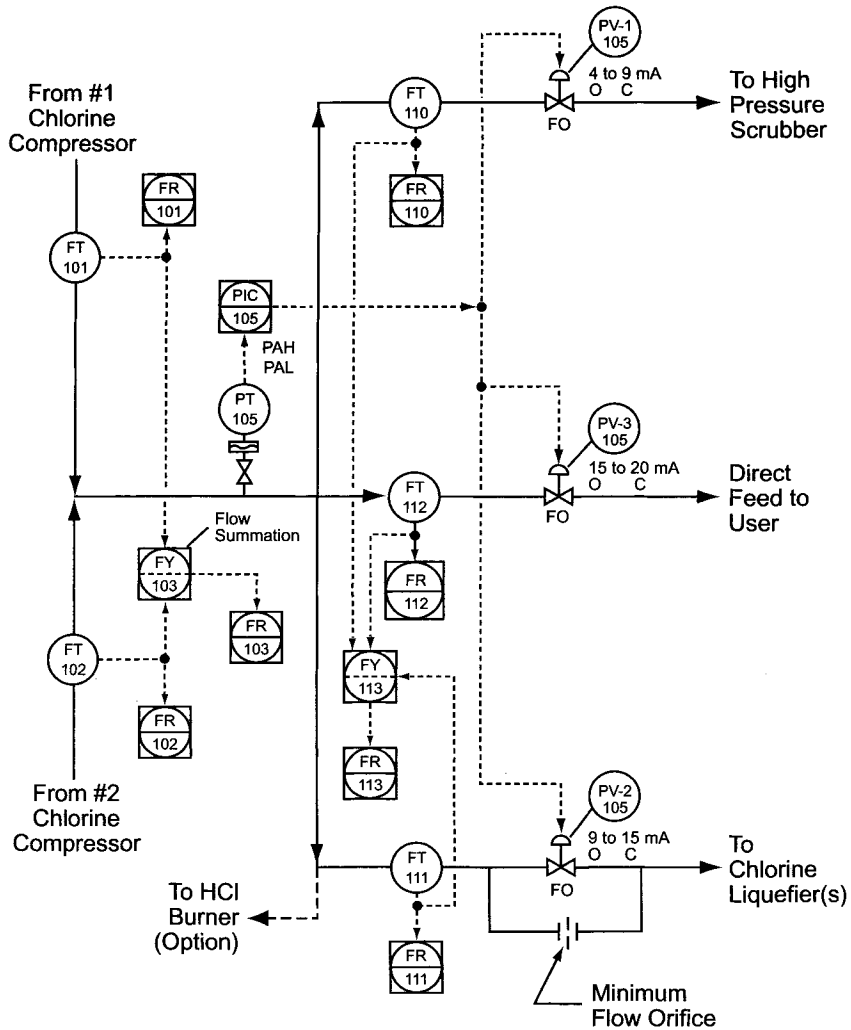 PV-1
105
4 to 9 mA
O C
FO
To High
Pressure
Scrubber
FT
110
FR
110
From #1
Chlorine
Compressor
FR
101
FT
101
PIC
105
PAH
PAL
PT
105
PV-3
105
15 to 20 mA
O C
FO
Direct
Feed to
User
FT
112
Flow
Summation
FY
103
FR
112
FR
103
FT
102
FY
113
FR
102
FR
113
From #2
Chlorine
Compressor
PV-2
105
9 to 15 mA
O C
FO
To
Chlorine
Liquefier(s)
FT
111
To HCl
Burner
(Option)
FR
111
Minimum
Flow Orifice